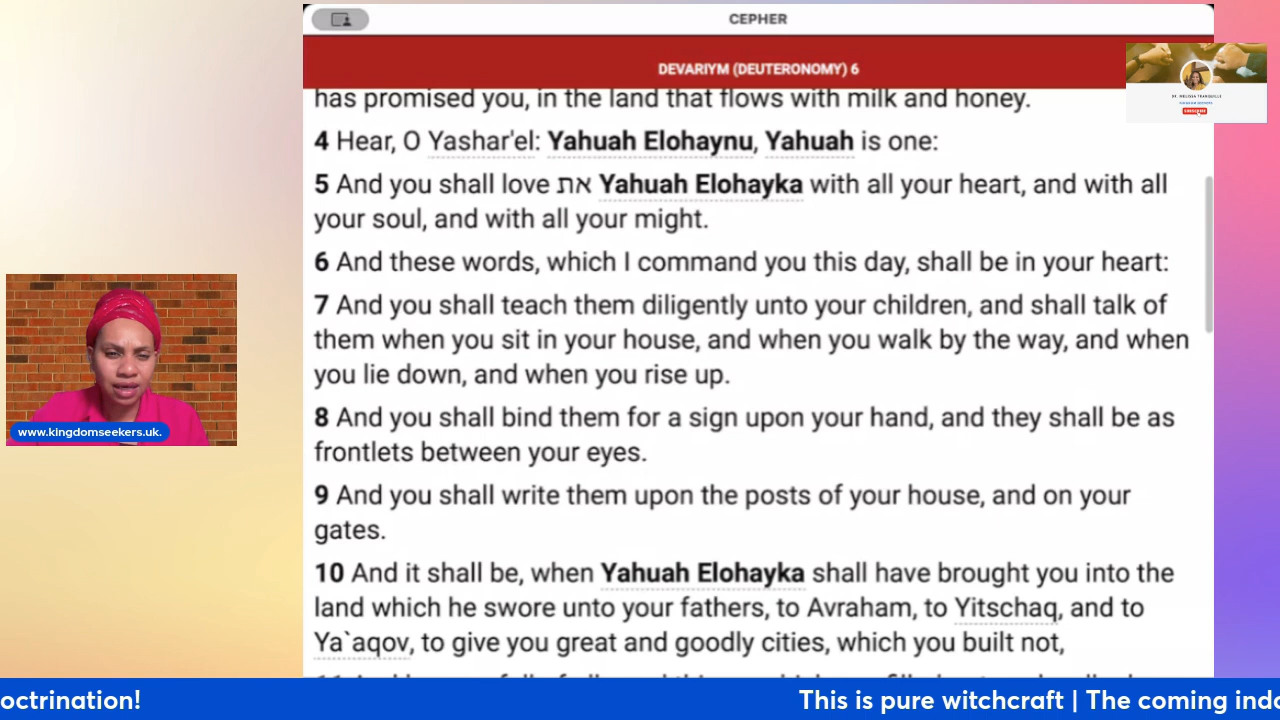 CEPHER
DEVARIYM (DEUTERONOMY) 6
has promised you, in the land that flows with milk and honey.
4 Hear, O Yashar'el: Yahuah Elohaynu, Yahuah is one:
5 And you shall love את Yahuah Elohayka with all your heart, and with all
your soul, and with all your might.
6 And these words, which I command you this day, shall be in your heart:
7 And you shall teach them diligently unto your children, and shall talk of
them when you sit in your house, and when you walk by the way, and when
you lie down, and when you rise up.
8 And you shall bind them for a sign upon your hand, and they shall be as
frontlets between your eyes.
9 And you shall write them upon the posts of your house, and on your
gates.
10 And it shall be, when Yahuah Elohayka shall have brought you into the
land which he swore unto your fathers, to Avraham, to Yitschaq, and to
Ya`aqov, to give you great and goodly cities, which you built not,
DR. MELISSA TRANQUILLE
KINGDOM SEEKERS
SUBSCRIBE
www.kingdomseekers.uk.
octrination! This is pure witchcraft | The coming indo